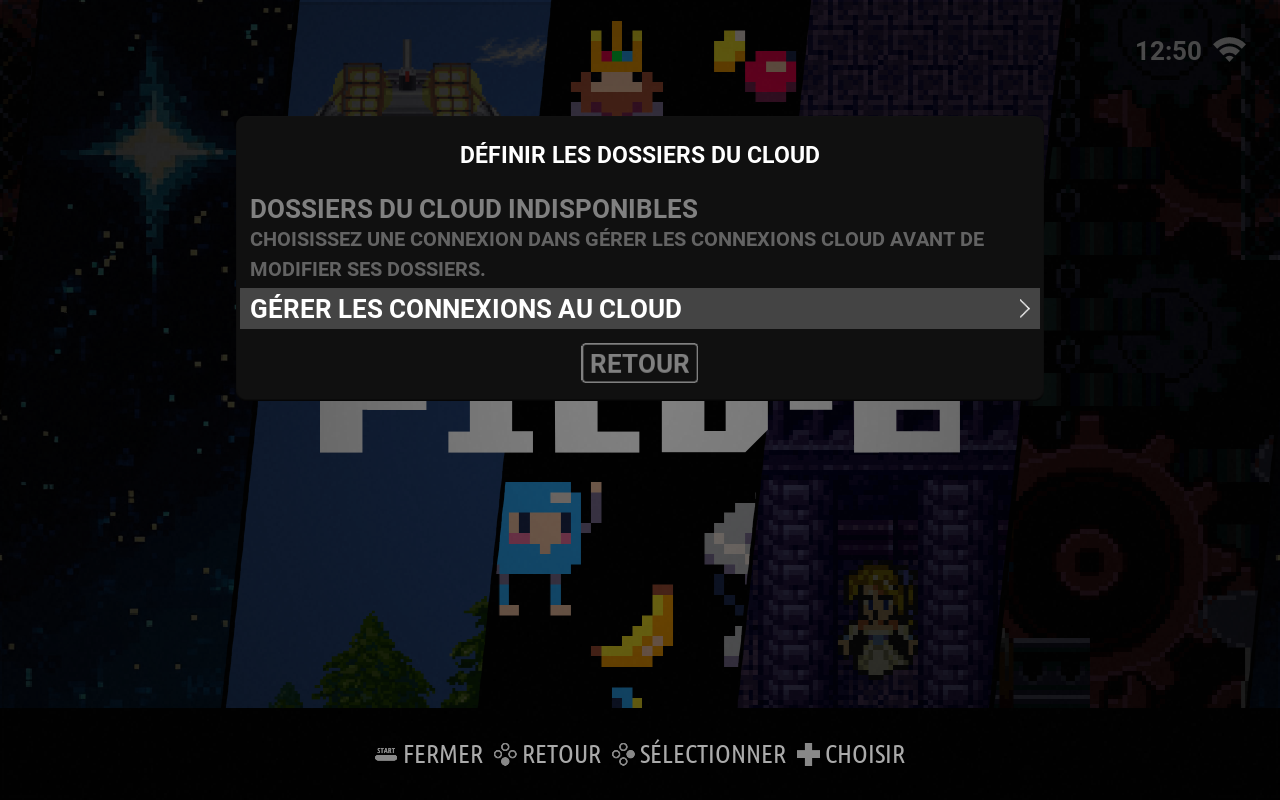 12:50
DÉFINIR LES DOSSIERS DU CLOUD
DOSSIERS DU CLOUD INDISPONIBLES
CHOISISSEZ UNE CONNEXION DANS GÉRER LES CONNEXIONS CLOUD AVANT DE
MODIFIER SES DOSSIERS.
GÉRER LES CONNEXIONS AU CLOUD
RETOUR
START FERMER RETOUR SÉLECTIONNER CHOISIR